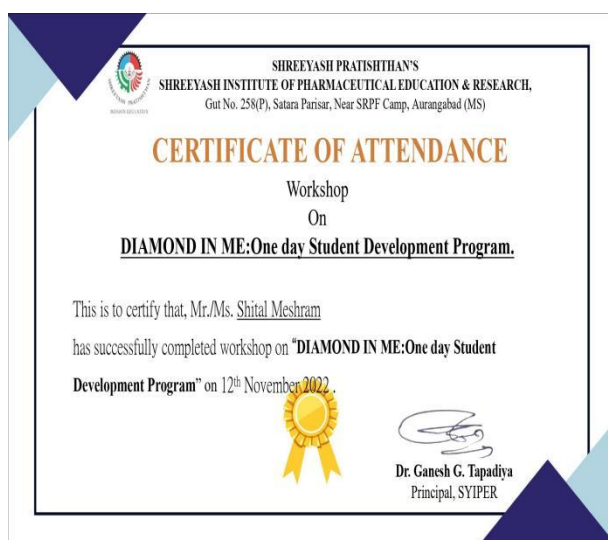 SHREEYASH PRATISHTHAN'S
SHREEYASH INSTITUTE OF PHARMACEUTICAL EDUCATION & RESEARCH,
Gut No. 258(P), Satara Parisar, Near SRPF Camp, Aurangabad (MS)
CERTIFICATE OF ATTENDANCE
Workshop
On
DIAMOND IN ME:One day Student Development Program.
This is to certify that, Mr./Ms. Shital Meshram
has successfully completed workshop on "DIAMOND IN ME:One day Student
Development Program" on 12th November 2022 .
Dr. Ganesh G. Tapadiya
Principal, SYIPER